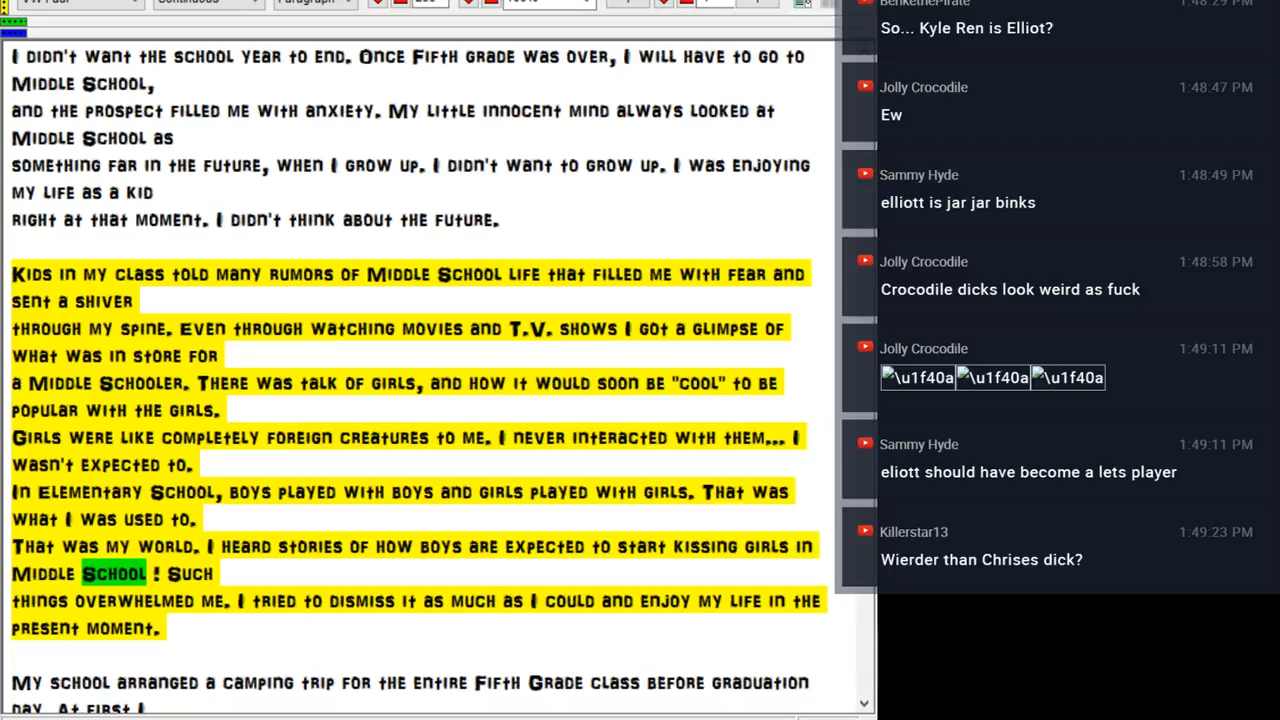 Continuous
Paragraph
I didn't want the school year to end. Once Fifth grade was over, I will have to go to
Middle School,
and the prospect filled me with anxiety. My little innocent mind always looked at
Middle School as
something far in the future, when I grow up. I didn't want to grow up. I was enjoying
my life as a kid
right at that moment. I didn't think about the future.
Kids in my class told many rumors of Middle School life that filled me with fear and
sent a shiver
through my spine. Even through watching movies and T.V. shows I got a glimpse of
what was in store for
a Middle Schooler. There was talk of girls, and how it would soon be "cool" to be
popular with the girls.
Girls were like completely foreign creatures to me. I never interacted with them... I
wasn't expected to.
In Elementary School, boys played with boys and girls played with girls. That was
what I was used to.
That was my world. I heard stories of how boys are expected to start kissing girls in
Middle School ! Such
things overwhelmed me. I tried to dismiss it as much as I could and enjoy my life in the
present moment.
My school arranged a camping trip for the entire Fifth Grade class before graduation
day. At first I
BenkethePirate 1:48:29 PM
So... Kyle Ren is Elliot?
Jolly Crocodile 1:48:47 PM
Ew
Sammy Hyde 1:48:49 PM
elliott is jar jar binks
Jolly Crocodile 1:48:58 PM
Crocodile dicks look weird as fuck
Jolly Crocodile 1:49:11 PM
\u1f40a \u1f40a \u1f40a
Sammy Hyde 1:49:11 PM
eliott should have become a lets player
Killerstar13 1:49:23 PM
Wierder than Chrises dick?